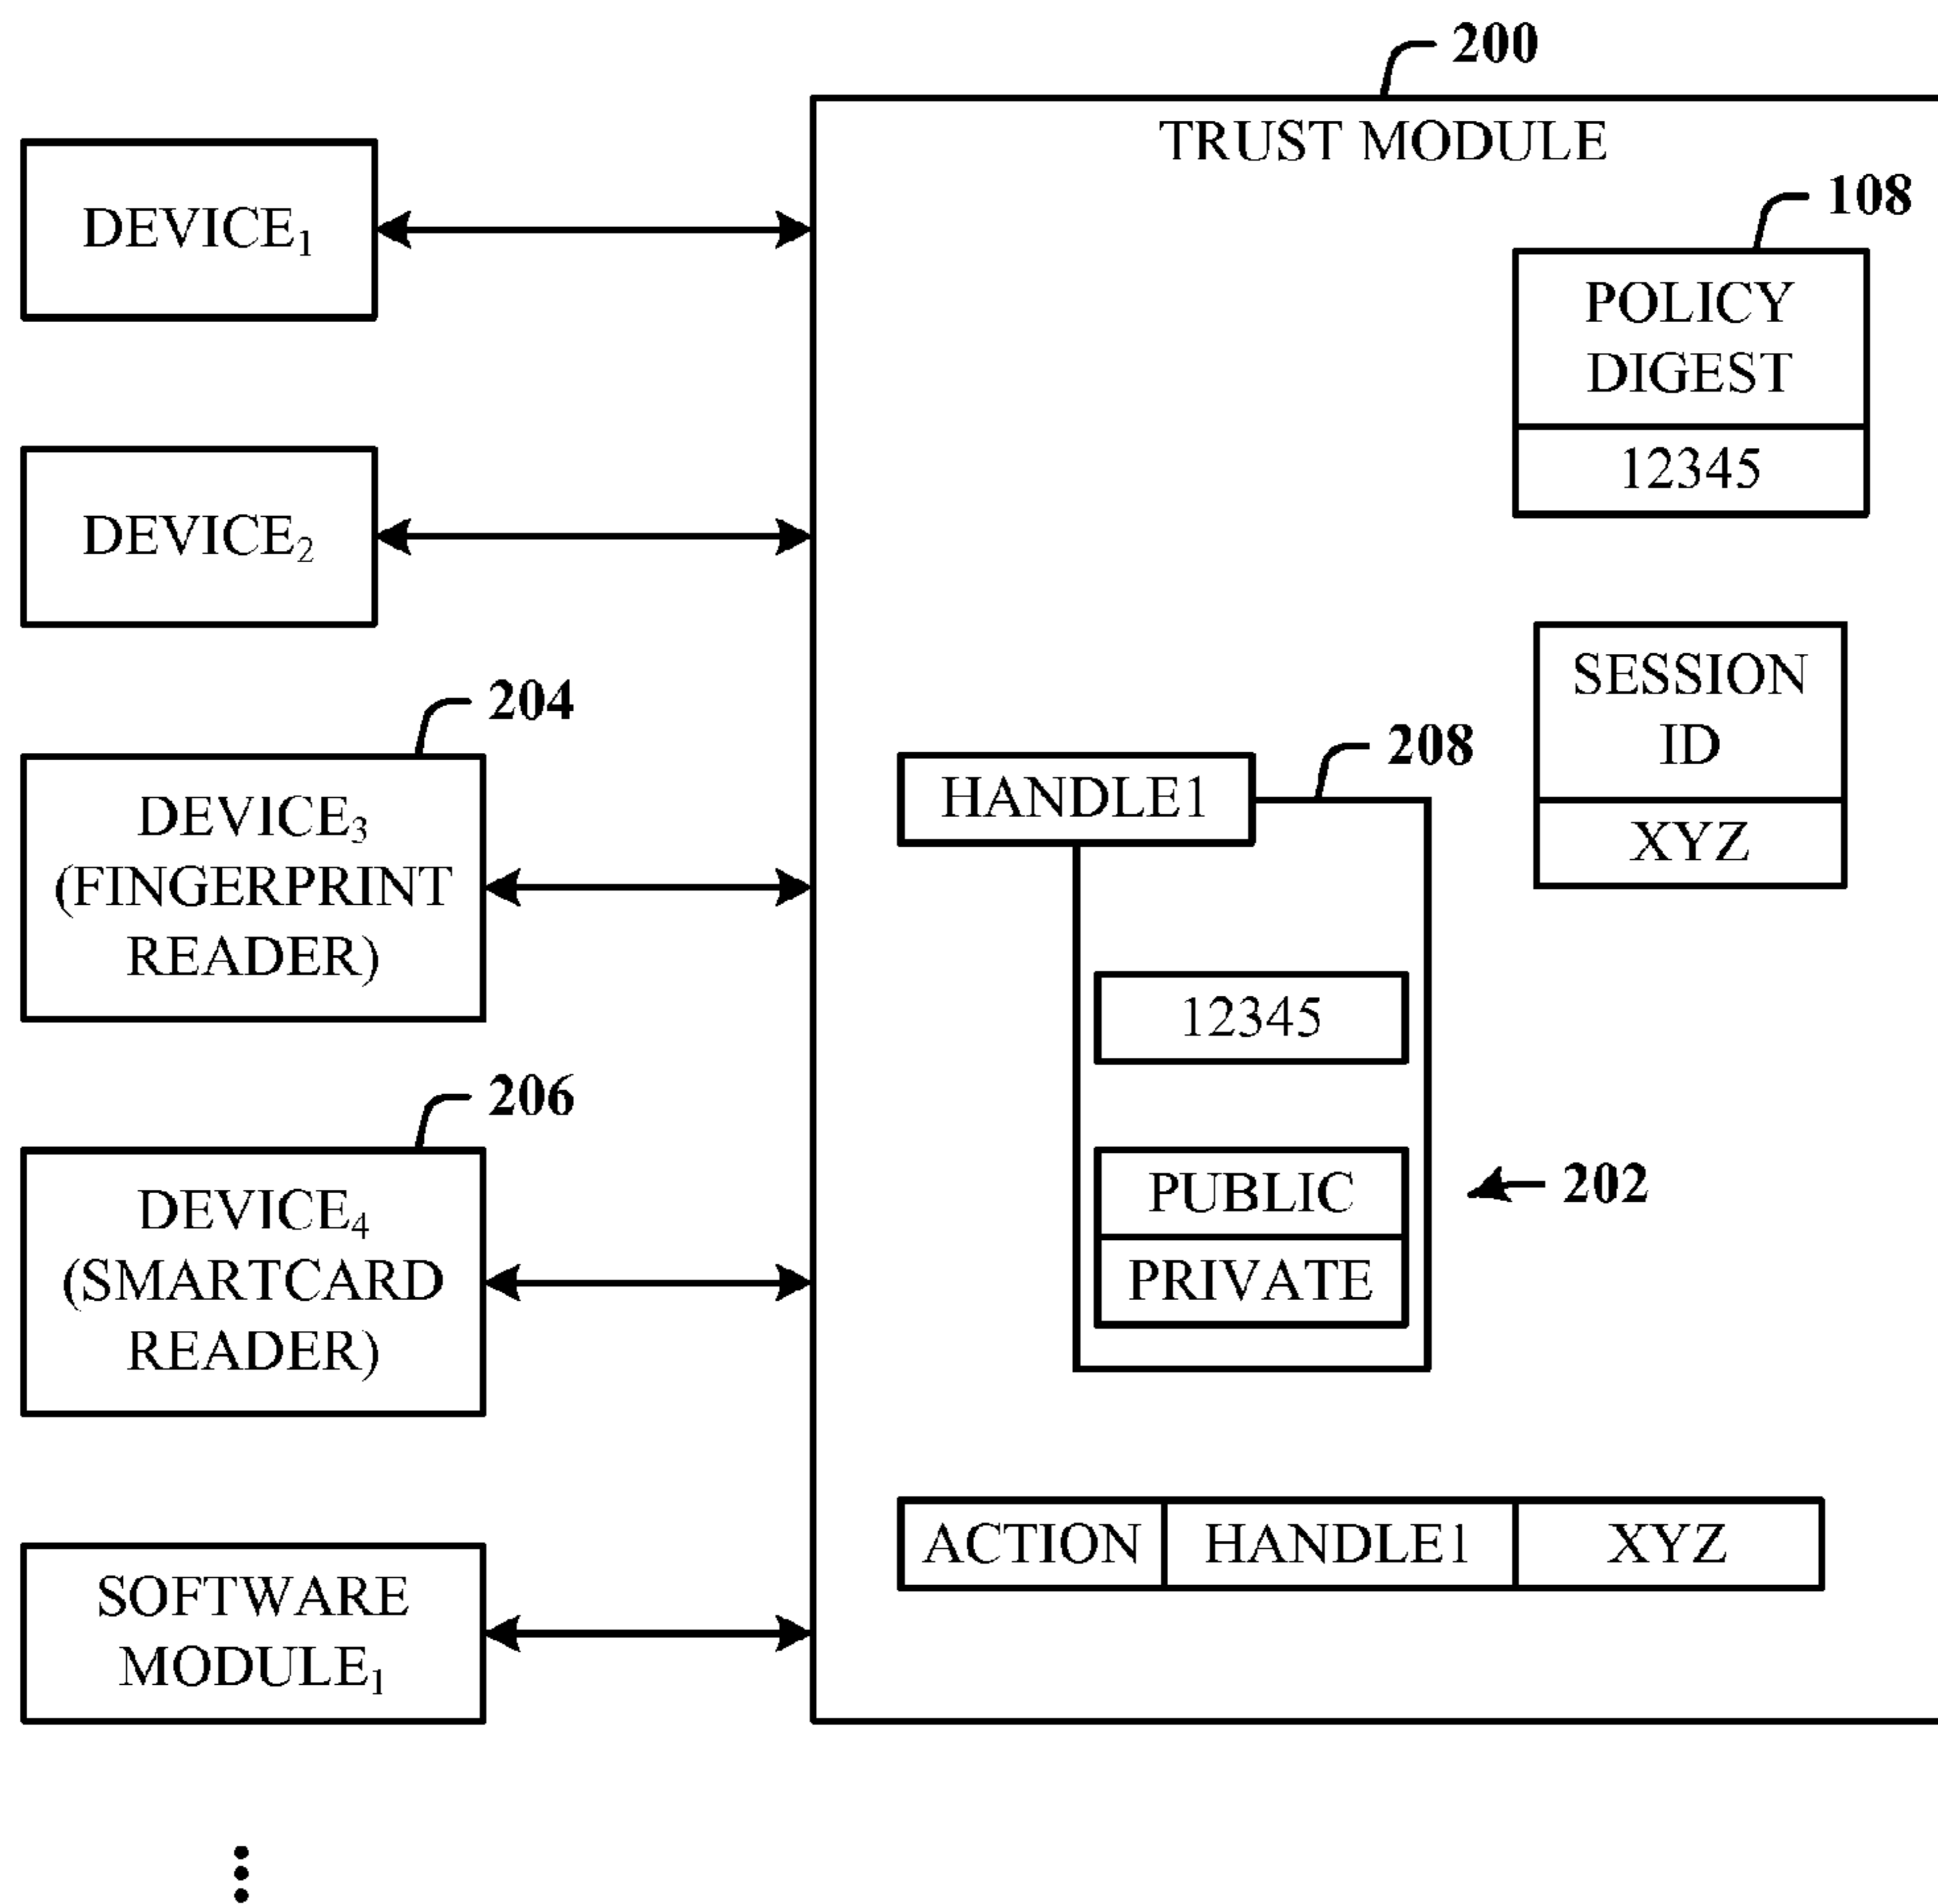 200
TRUST MODULE
108
DEVICE₁
POLICY
DIGEST
12345
DEVICE₂
SESSION
ID
XYZ
204
DEVICE₃
(FINGERPRINT
READER)
208
HANDLE1
12345
206
DEVICE₄
(SMARTCARD
READER)
PUBLIC
PRIVATE
202
SOFTWARE
MODULE₁
ACTION HANDLE1 XYZ